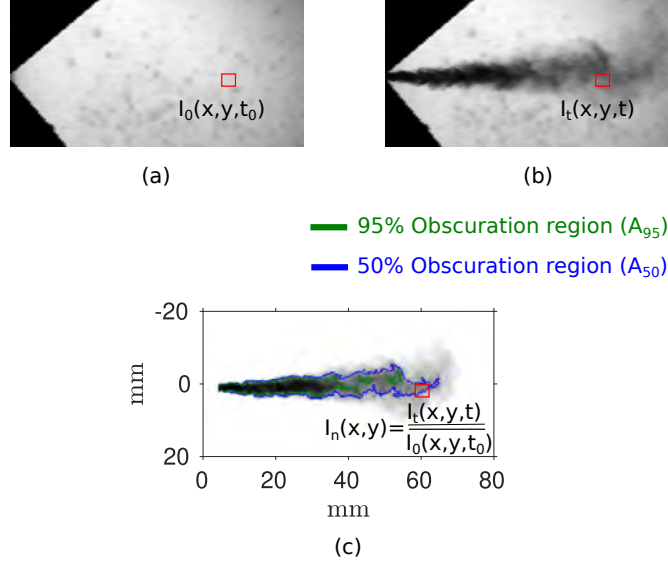 I₀(x,y,t₀)
Iₜ(x,y,t)
(a)
(b)
95% Obscuration region (A₉₅)
50% Obscuration region (A₅₀)
-20
0
20
mm
Iₙ(x,y)=
Iₜ(x,y,t)
I₀(x,y,t₀)
0
20
40
60
80
mm
(c)